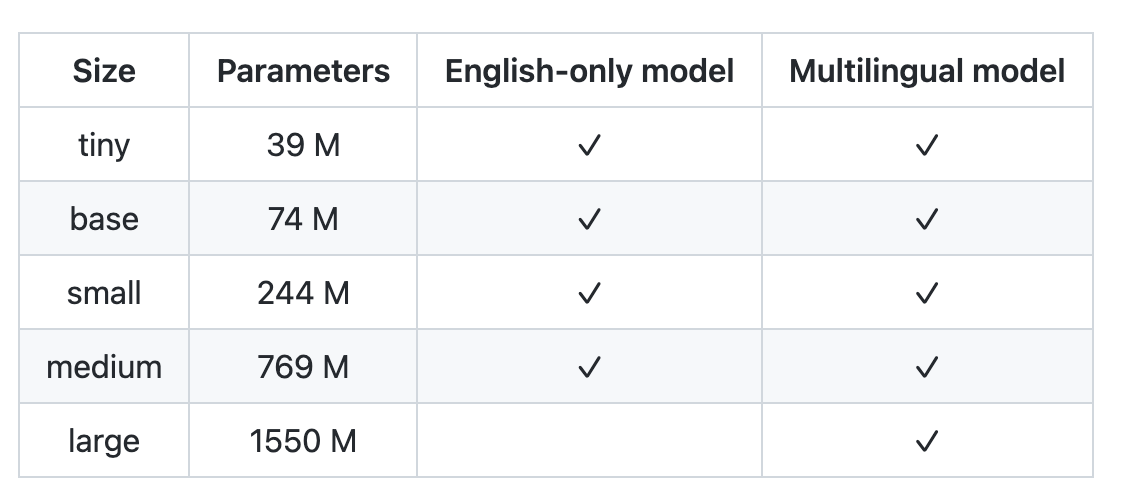 Size Parameters English-only model Multilingual model
tiny 39 M ✓ ✓
base 74 M ✓ ✓
small 244 M ✓ ✓
medium 769 M ✓ ✓
large 1550 M ✓